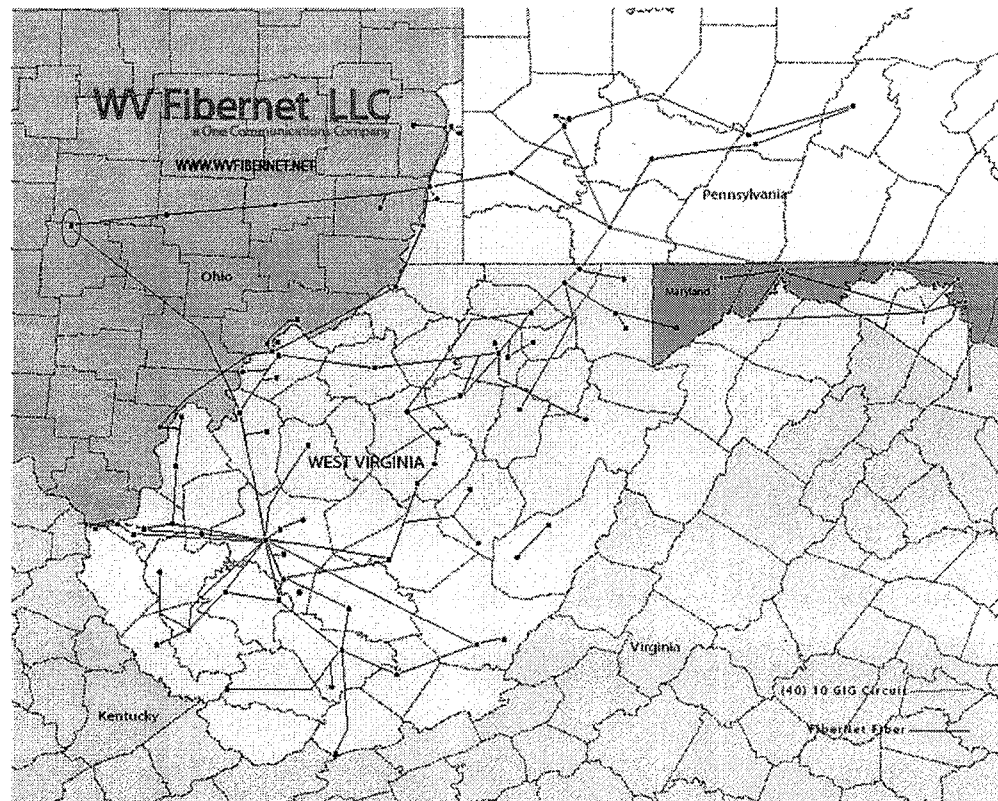 WV Fibernet LLC
a One Communications Company
WWW.WVFIBERNET.NET
Pennsylvania
Ohio
Maryland
WEST VIRGINIA
Virginia
Kentucky
(40) 10 GIG Circuit
FiberNet Fiber